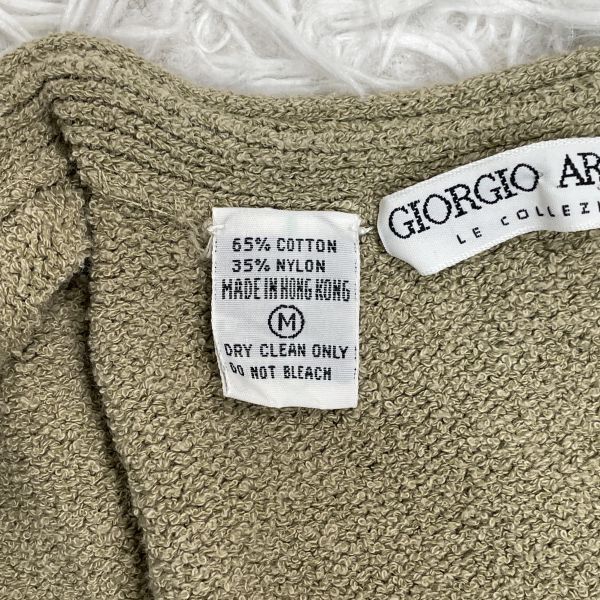 65% COTTON
35% NYLON
MADE IN HONG KONG
M
DRY CLEAN ONLY
DO NOT BLEACH
GIORGIO AR
LE COLLEZI